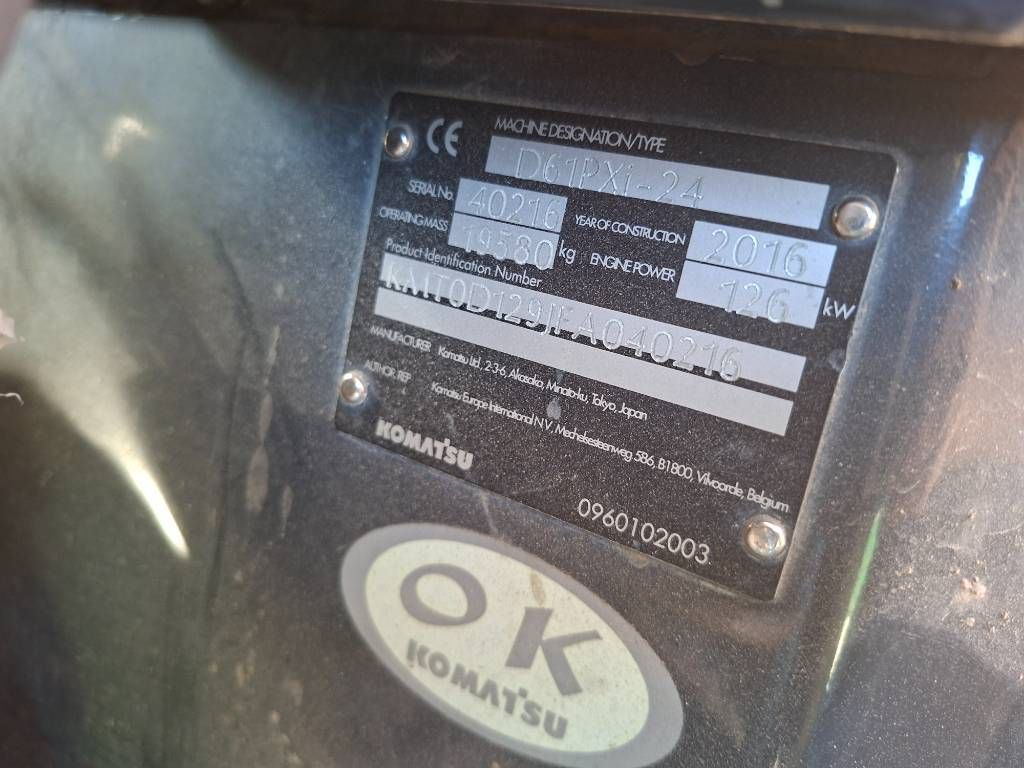 CE MACHINE DESIGNATION/TYPE
D61PXi-24
SERIAL No. 40216 YEAR OF CONSTRUCTION 2016
OPERATING MASS 19580 kg ENGINE POWER 126 kW
Product Identification Number
KMT0D129JFA040216
MANUFACTURER Komatsu Ltd., 2-3-6, Akasaka, Minato-ku, Tokyo, Japan
AUTHOR. REP. Komatsu Europe International N.V. Mechelsesteenweg 586, B1800, Vilvoorde, Belgium
KOMATSU
0960102003
OK
KOMATSU